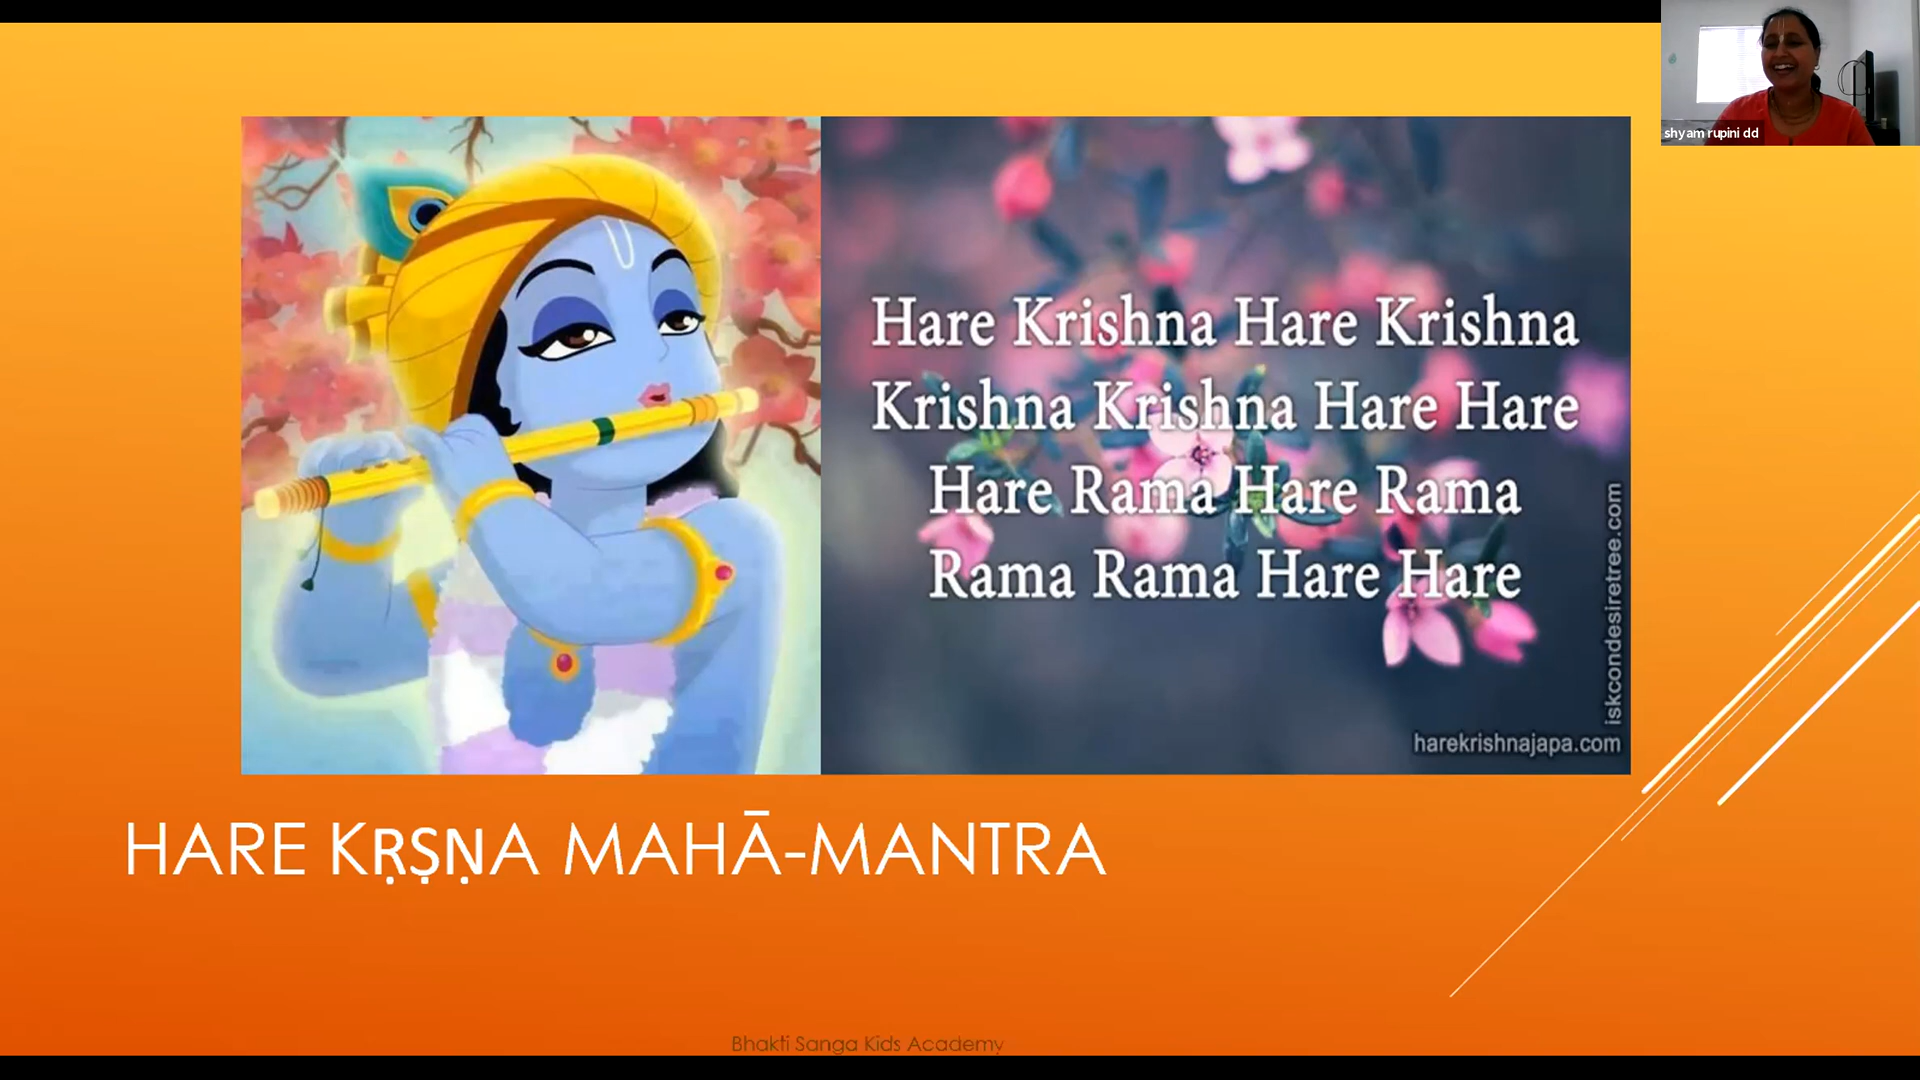 shyam rupini dd
Hare Krishna Hare Krishna
Krishna Krishna Hare Hare
Hare Rama Hare Rama
Rama Rama Hare Hare
iskcondesiretree.com
harekrishnajapa.com
HARE KṚṢṆA MAHĀ-MANTRA
Bhakti Sanga Kids Academy